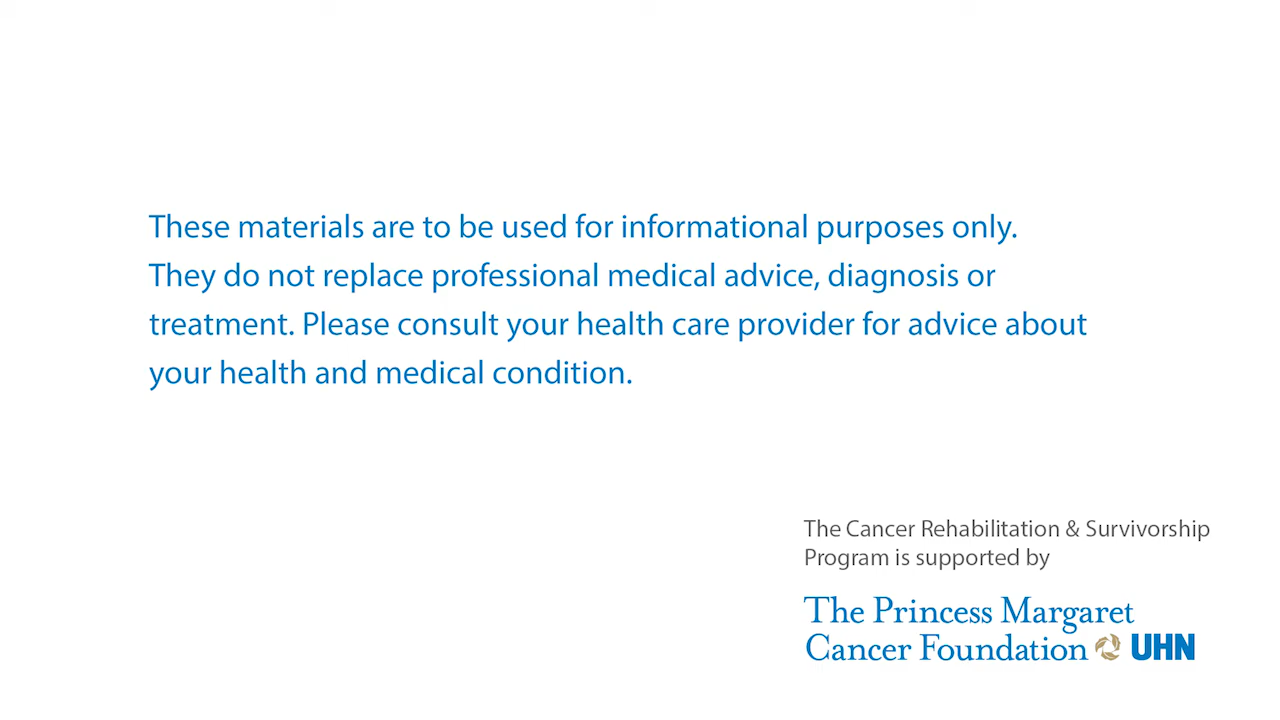 These materials are to be used for informational purposes only.
They do not replace professional medical advice, diagnosis or
treatment. Please consult your health care provider for advice about
your health and medical condition.
The Cancer Rehabilitation & Survivorship
Program is supported by
The Princess Margaret
Cancer Foundation UHN